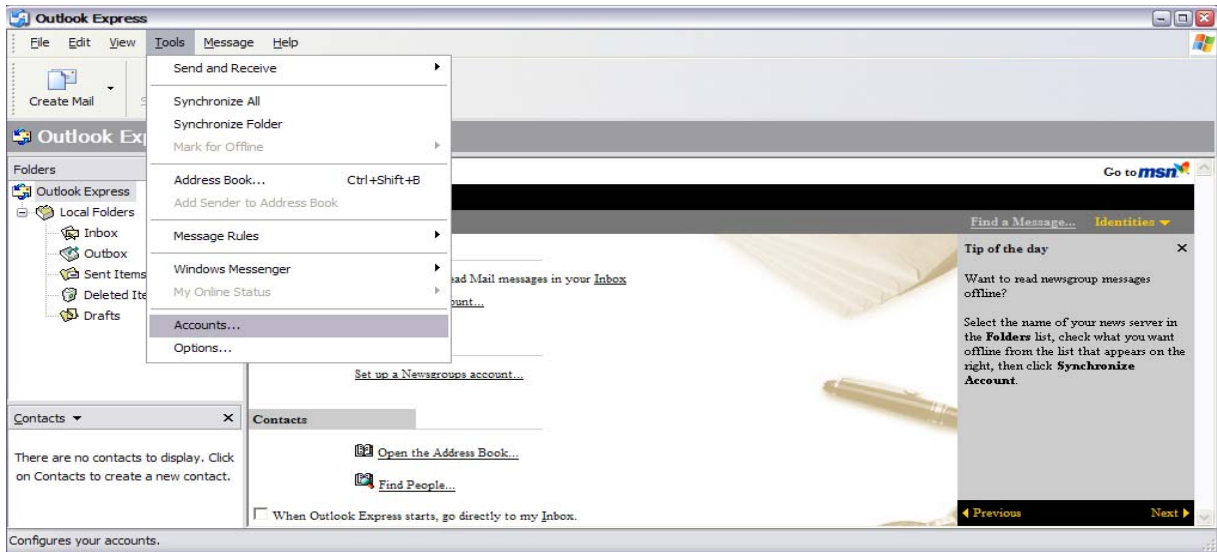 Outlook Express
File Edit View Tools Message Help
Create Mail
Send and Receive
Synchronize All
Synchronize Folder
Mark for Offline
Address Book... Ctrl+Shift+B
Add Sender to Address Book
Message Rules
Windows Messenger
My Online Status
Accounts...
Options...
Outlook Ex
Folders
Outlook Express
Local Folders
Inbox
Outbox
Sent Items
Deleted Ite
Drafts
Contacts
There are no contacts to display. Click
on Contacts to create a new contact.
Go to msn
Find a Message... Identities
Mail messages in your Inbox
Set up a Newsgroups account...
Contacts
Open the Address Book...
Find People...
When Outlook Express starts, go directly to my Inbox.
Tip of the day
Want to read newsgroup messages
offline?
Select the name of your news server in
the Folders list, check what you want
offline from the list that appears on the
right, then click Synchronize
Account.
Previous Next
Configures your accounts.